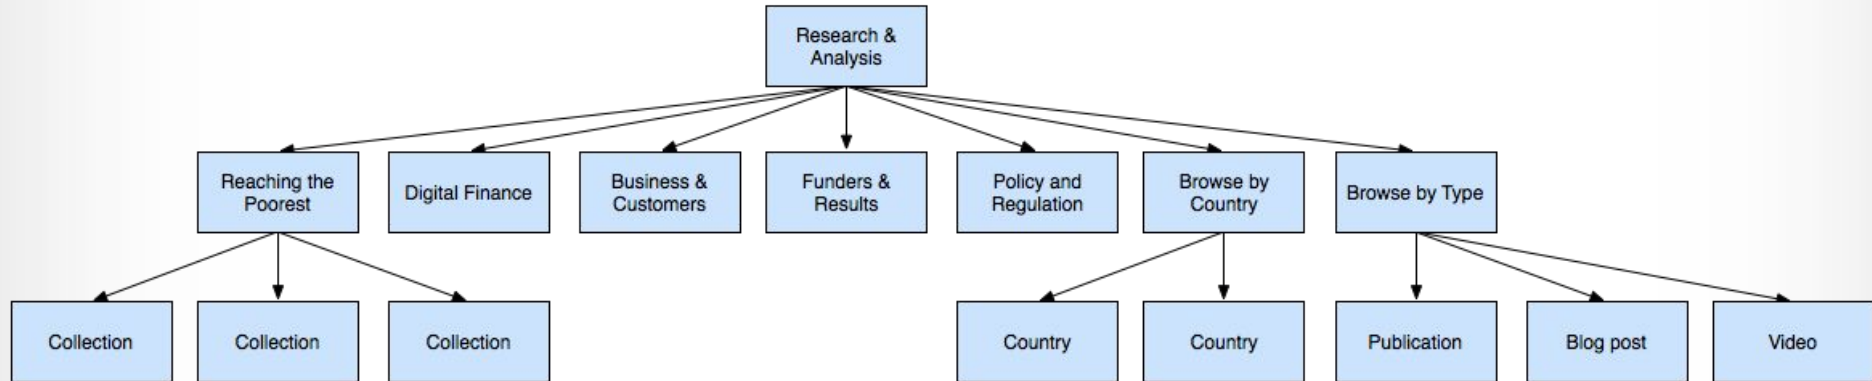 Research &
Analysis
Reaching the
Poorest
Digital Finance
Business &
Customers
Funders &
Results
Policy and
Regulation
Browse by
Country
Browse by Type
Collection
Collection
Collection
Country
Country
Publication
Blog post
Video